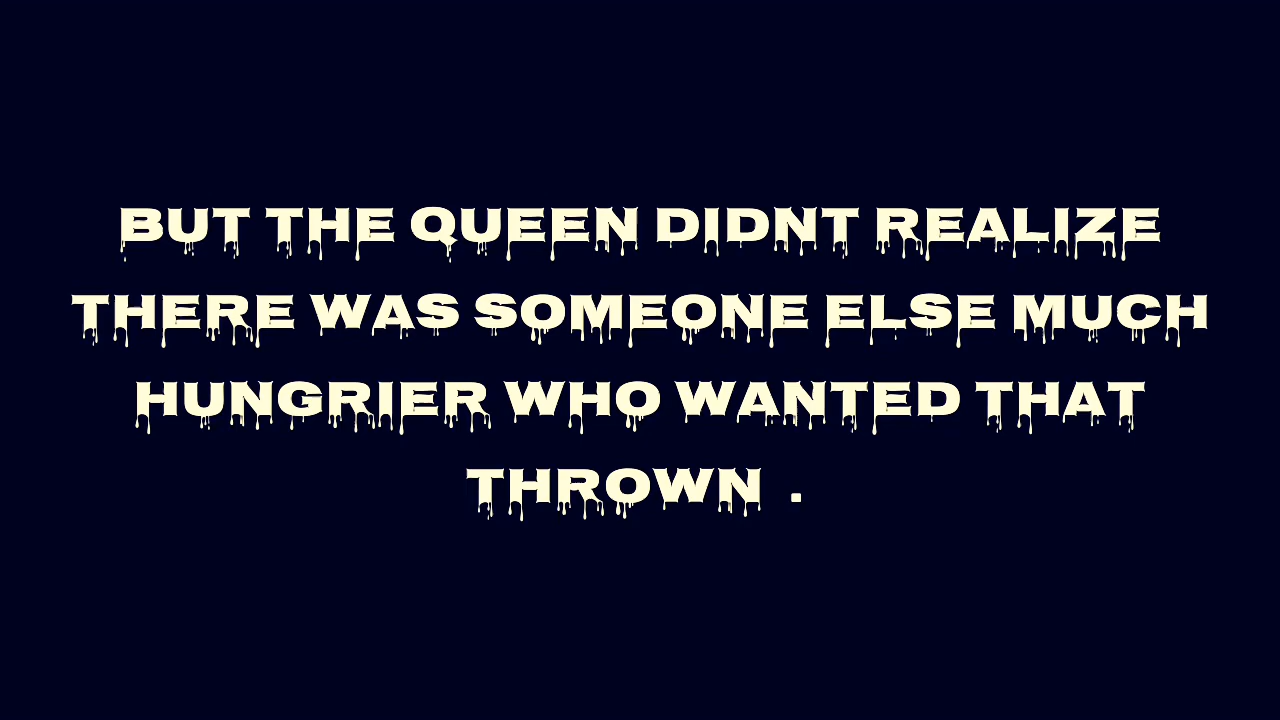 BUT THE QUEEN DIDNT REALIZE
THERE WAS SOMEONE ELSE MUCH
HUNGRIER WHO WANTED THAT
THROWN .